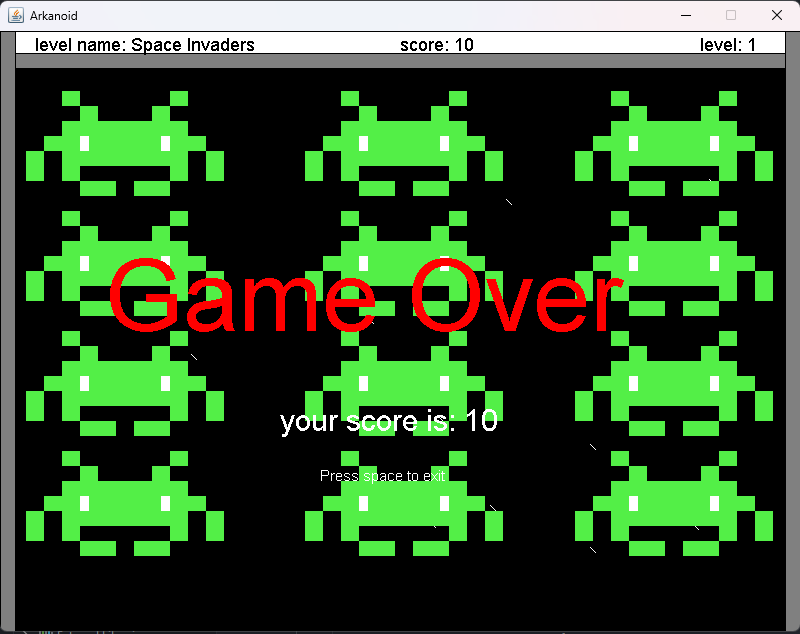 Arkanoid
level name: Space Invaders score: 10 level: 1
Game Over
your score is: 10
Press space to exit